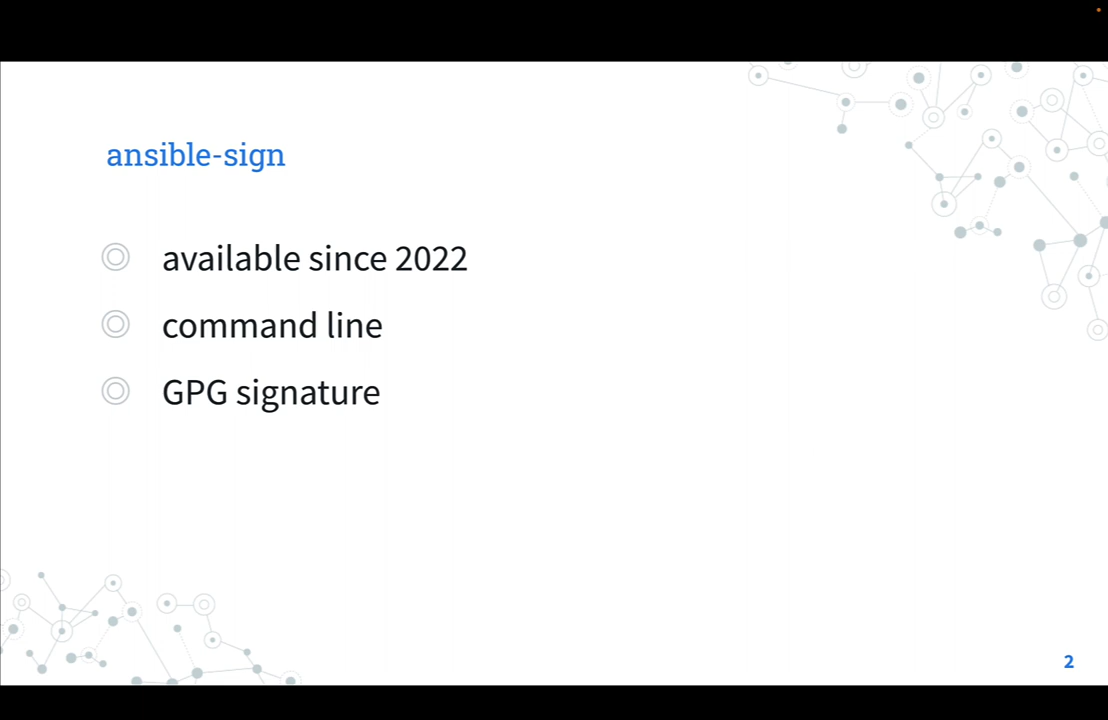 ansible-sign
available since 2022
command line
GPG signature
2